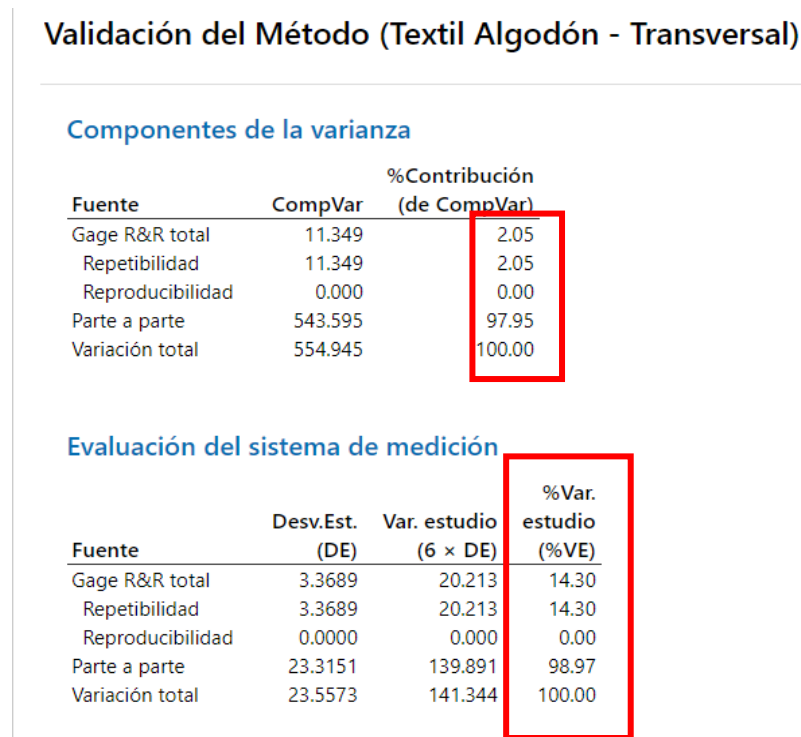 Validación del Método (Textil Algodón - Transversal)
Componentes de la varianza
%Contribución
Fuente CompVar (de CompVar)
Gage R&R total 11.349 2.05
Repetibilidad 11.349 2.05
Reproducibilidad 0.000 0.00
Parte a parte 543.595 97.95
Variación total 554.945 100.00
Evaluación del sistema de medición
%Var.
Desv.Est. Var. estudio estudio
Fuente (DE) (6 × DE) (%VE)
Gage R&R total 3.3689 20.213 14.30
Repetibilidad 3.3689 20.213 14.30
Reproducibilidad 0.0000 0.000 0.00
Parte a parte 23.3151 139.891 98.97
Variación total 23.5573 141.344 100.00